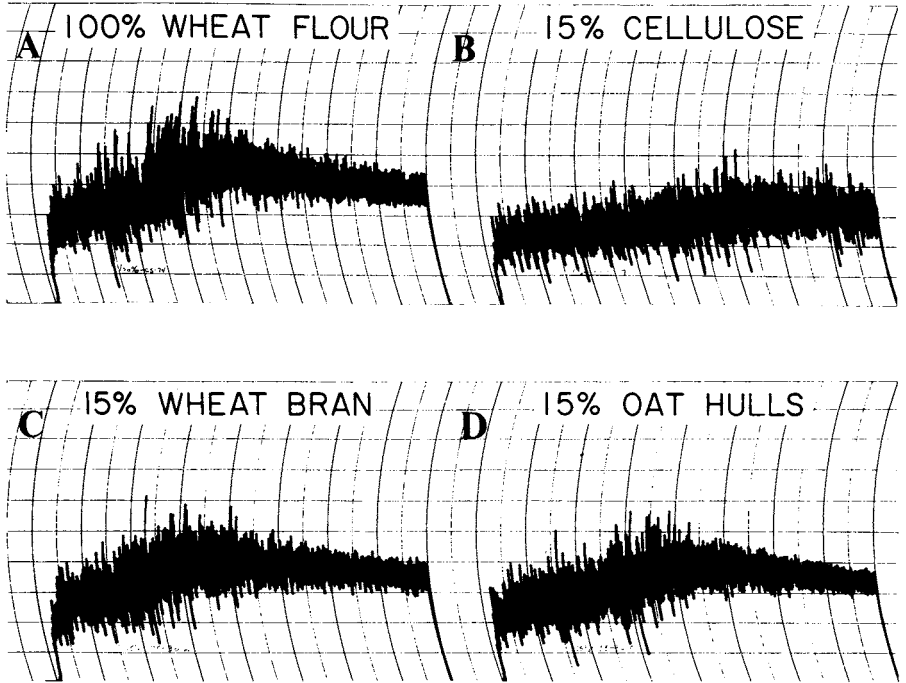 A 100% WHEAT FLOUR
B 15% CELLULOSE
C 15% WHEAT BRAN
D 15% OAT HULLS